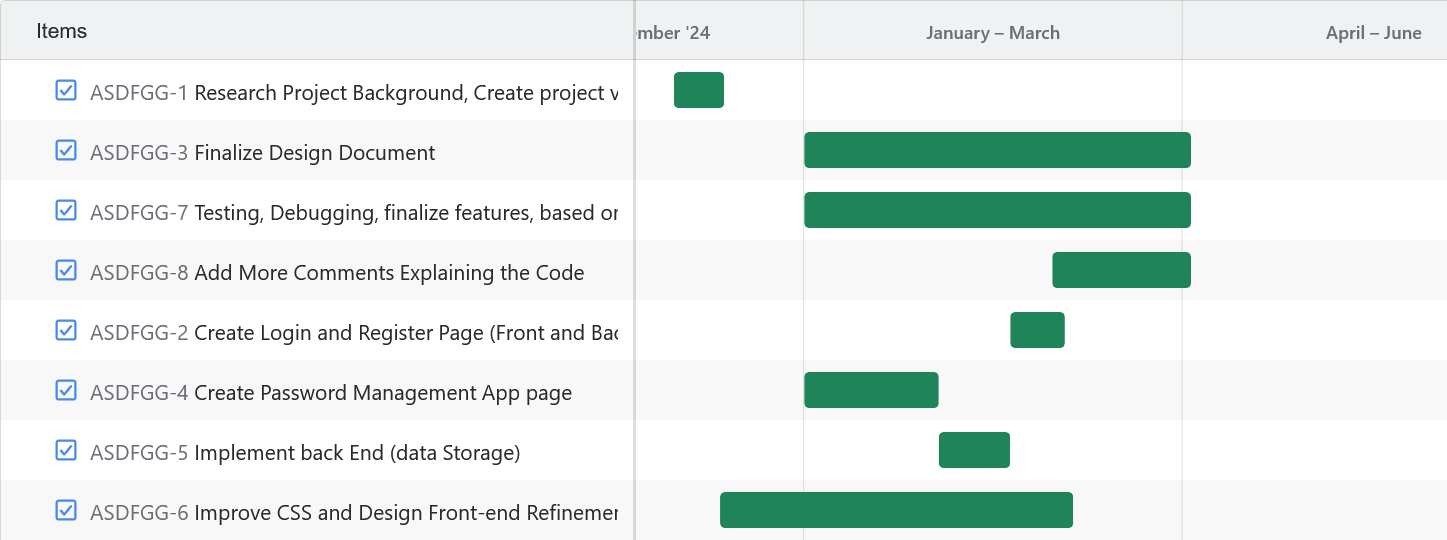 Items
mber '24
January – March
April – June
ASDFGG-1 Research Project Background, Create project
ASDFGG-3 Finalize Design Document
ASDFGG-7 Testing, Debugging, finalize features, based
ASDFGG-8 Add More Comments Explaining the Code
ASDFGG-2 Create Login and Register Page (Front and
ASDFGG-4 Create Password Management App page
ASDFGG-5 Implement back End (data Storage)
ASDFGG-6 Improve CSS and Design Front-end